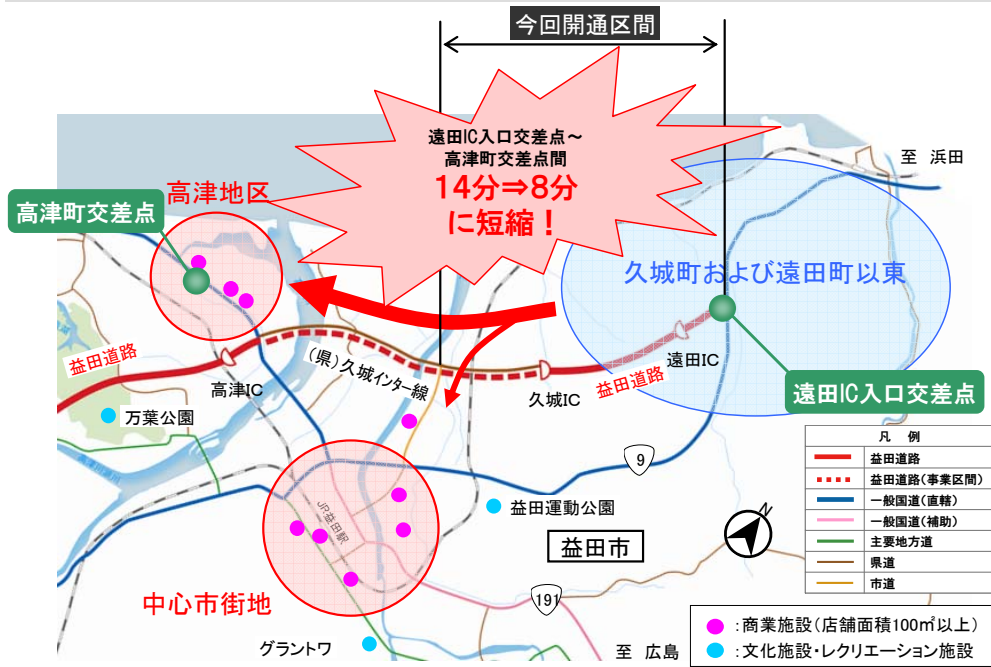 今回開通区間
遠田IC入口交差点～
高津町交差点間
14分⇒8分
に短縮！
至 浜田
高津地区
高津町交差点
久城町および遠田町以東
益田道路
(県)久城インター線
高津IC
久城IC
益田道路
遠田IC
遠田IC入口交差点
万葉公園
高津川
9
益田運動公園
JR益田駅
益田市
N
中心市街地
191
グラントワ
至 広島
凡 例
益田道路
益田道路(事業区間)
一般国道(直轄)
一般国道(補助)
主要地方道
県道
市道
:商業施設(店舗面積100㎡以上)
:文化施設・レクリエーション施設